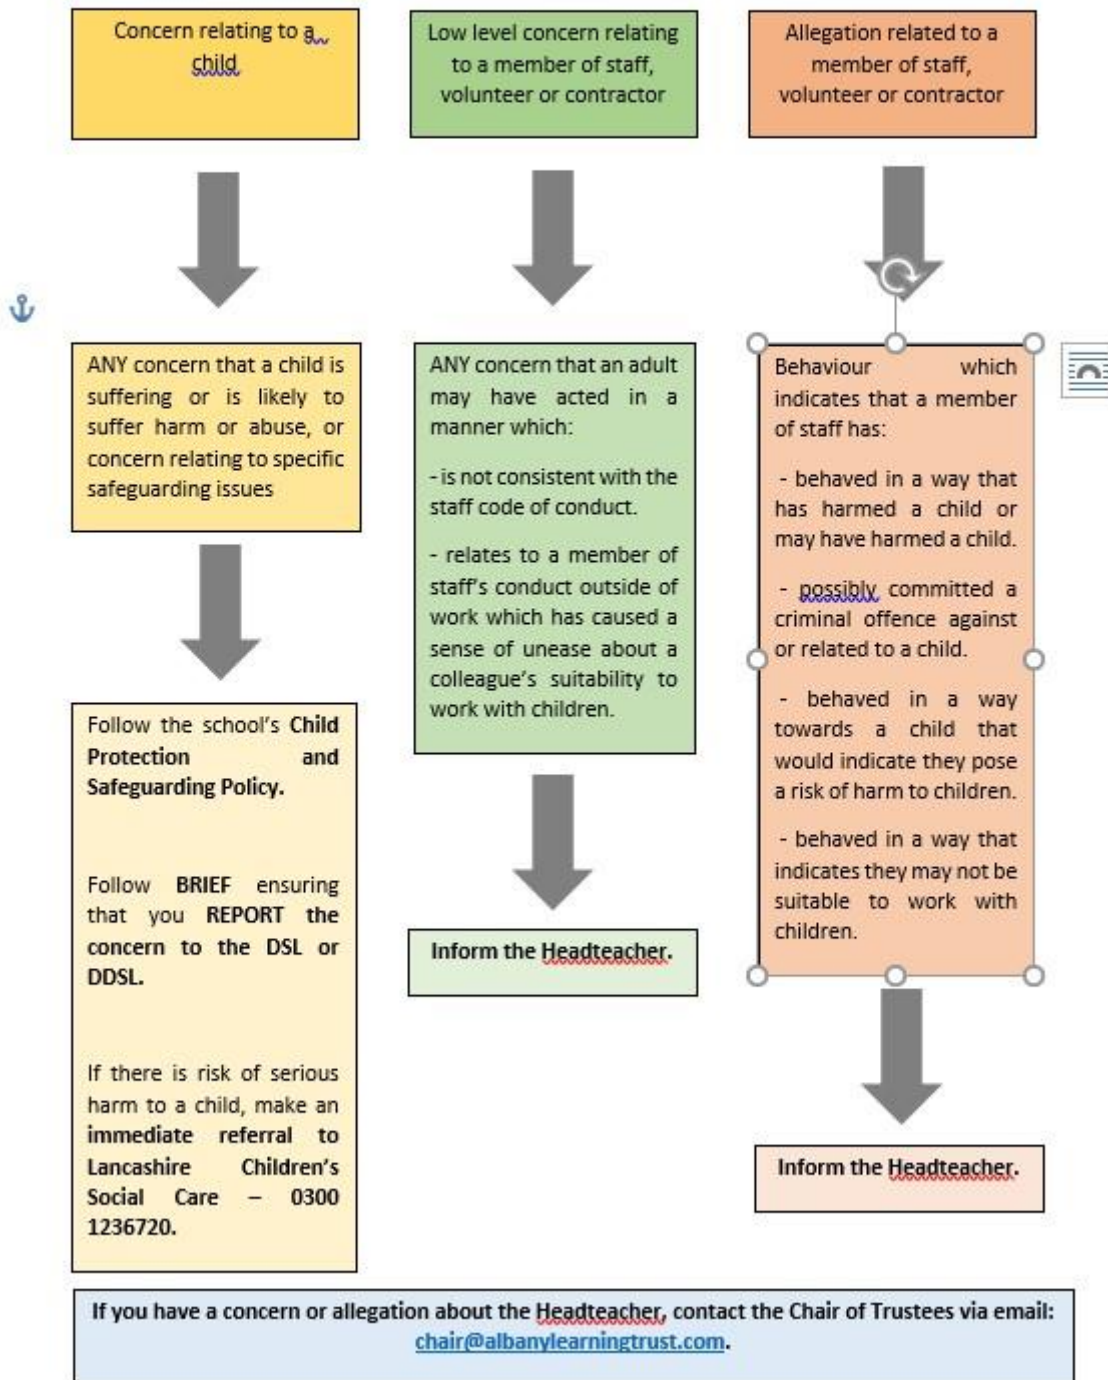 Concern relating to a
child
Low level concern relating
to a member of staff,
volunteer or contractor
Allegation related to a
member of staff,
volunteer or contractor
ANY concern that a child is
suffering or is likely to
suffer harm or abuse, or
concern relating to specific
safeguarding issues
Follow the school's Child
Protection and
Safeguarding Policy.
Follow BRIEF ensuring
that you REPORT the
concern to the DSL or
DDSL.
If there is risk of serious
harm to a child, make an
immediate referral to
Lancashire Children's
Social Care – 0300
1236720.
ANY concern that an adult
may have acted in a
manner which:
- is not consistent with the
staff code of conduct.
- relates to a member of
staff's conduct outside of
work which has caused a
sense of unease about a
colleague's suitability to
work with children.
Inform the Headteacher.
Behaviour which
indicates that a member
of staff has:
- behaved in a way that
has harmed a child or
may have harmed a child.
- possibly committed a
criminal offence against
or related to a child.
- behaved in a way
towards a child that
would indicate they pose
a risk of harm to children.
- behaved in a way that
indicates they may not be
suitable to work with
children.
Inform the Headteacher.
If you have a concern or allegation about the Headteacher, contact the Chair of Trustees via email:
chair@albanylearningtrust.com.